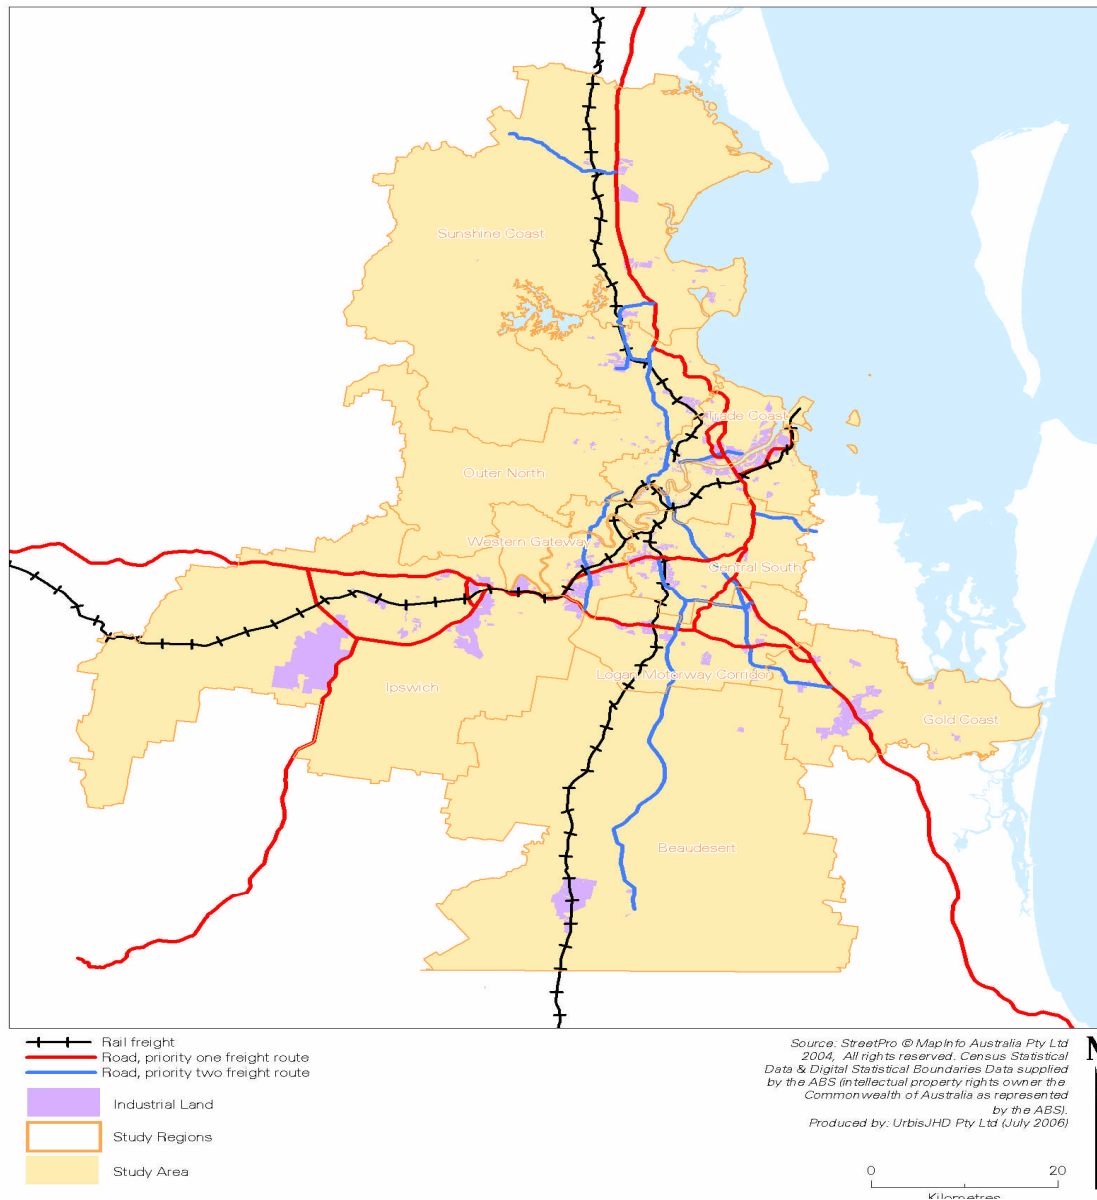 Sunshine Coast
Trade Coast
Outer North
Western Gateway
Central South
Logan Motorway Corridor
Ipswich
Gold Coast
Beaudesert
Rail freight
Road, priority one freight route
Road, priority two freight route
Industrial Land
Study Regions
Study Area
Source: StreetPro © MapInfo Australia Pty Ltd
2004, All rights reserved. Census Statistical
Data & Digital Statistical Boundaries Data supplied
by the ABS (intellectual property rights owner the
Commonwealth of Australia as represented
by the ABS).
Produced by: UrbisJHD Pty Ltd (July 2006)
N
0 20
Kilometres